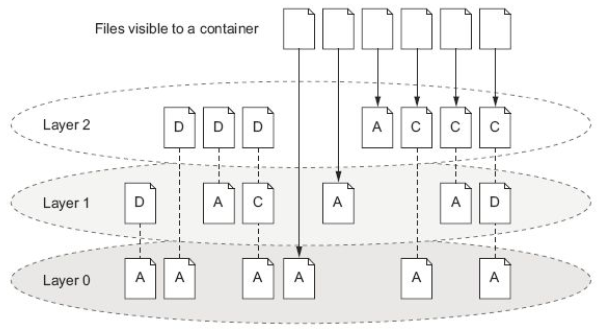 Files visible to a container
Layer 2 D D D A C C C
Layer 1 D A C A A D
Layer 0 A A A A A A